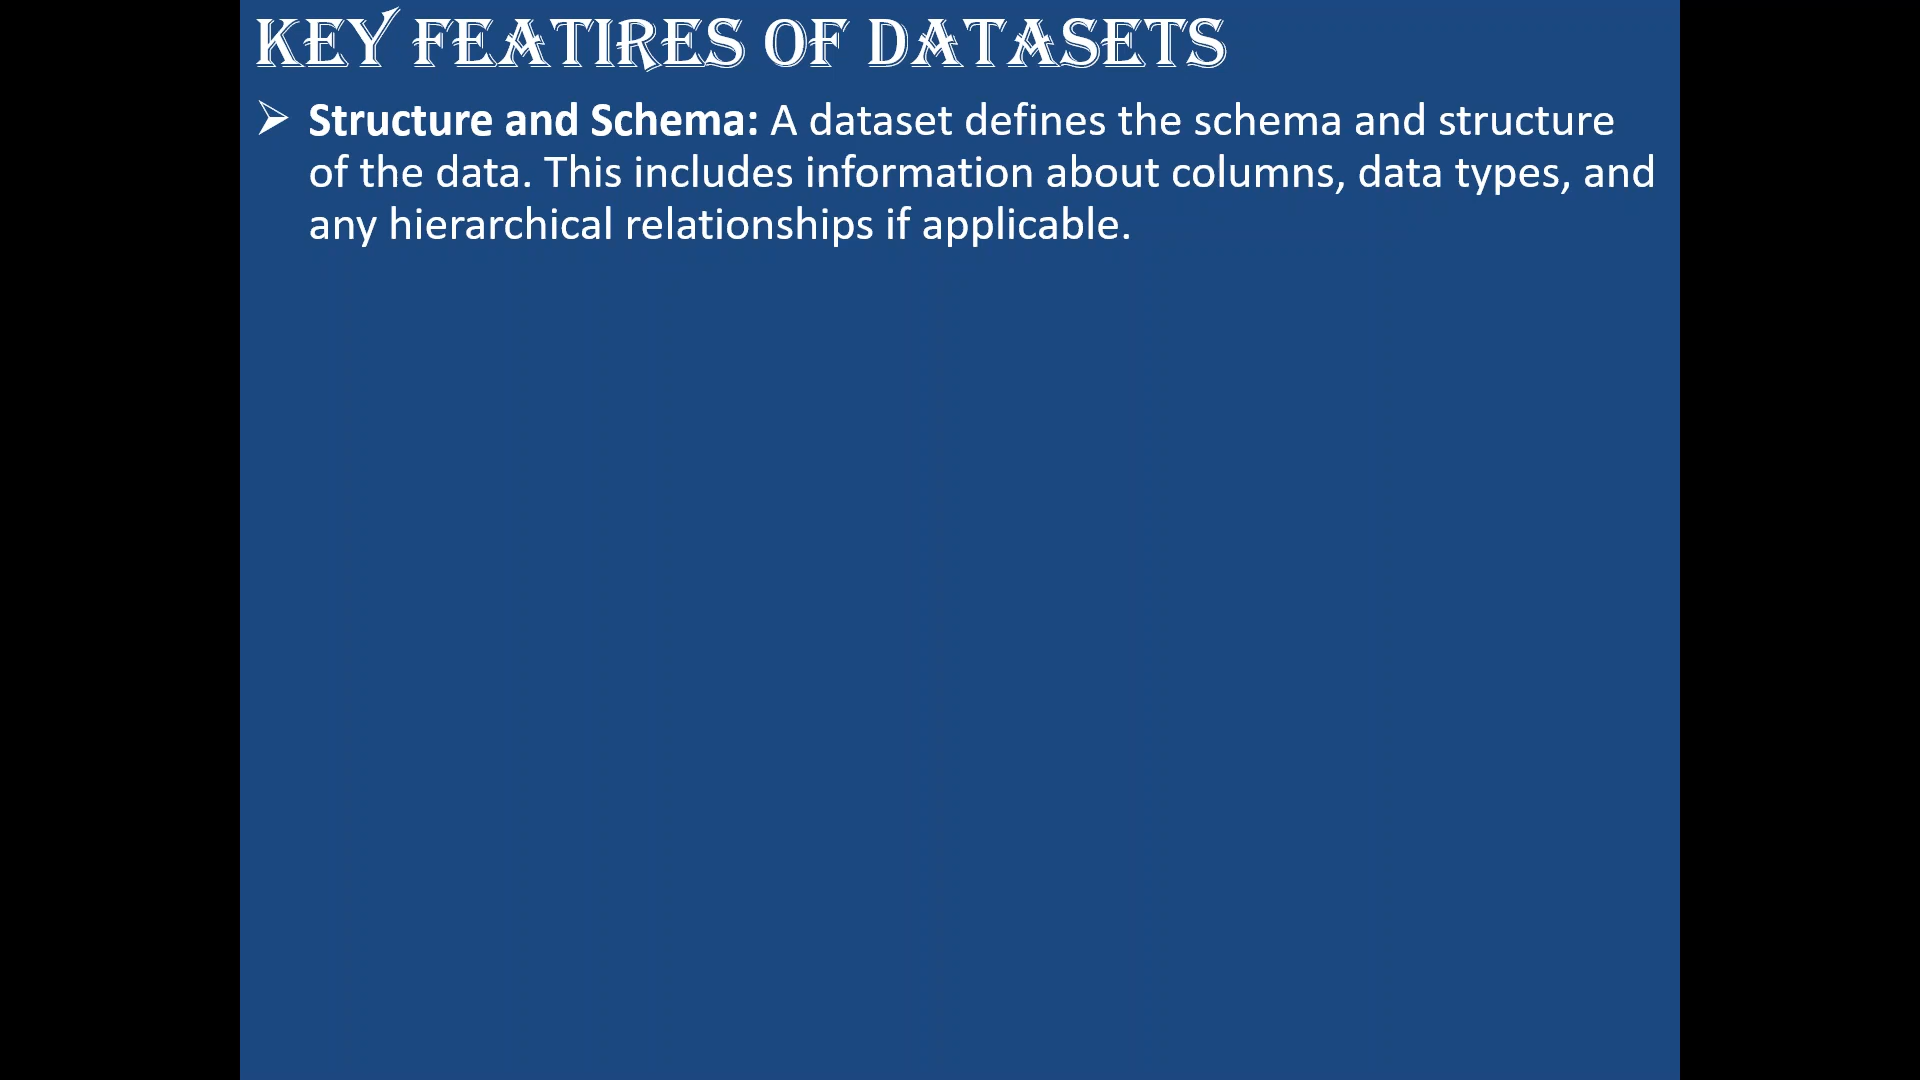 KEY FEATIRES OF DATASETS
➢ Structure and Schema: A dataset defines the schema and structure
of the data. This includes information about columns, data types, and
any hierarchical relationships if applicable.